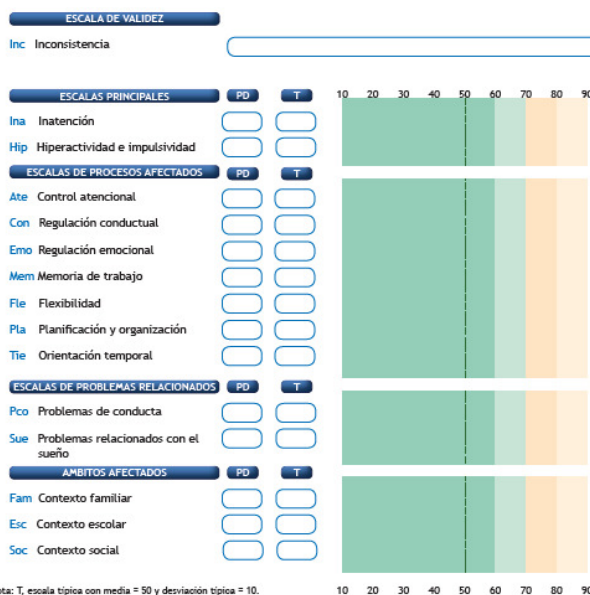 ESCALA DE VALIDEZ
Inc Inconsistencia
ESCALAS PRINCIPALES PD T 10 20 30 40 50 60 70 80 90
Ina Inatención
Hip Hiperactividad e impulsividad
ESCALAS DE PROCESOS AFECTADOS PD T
Ate Control atencional
Con Regulación conductual
Emo Regulación emocional
Mem Memoria de trabajo
Fle Flexibilidad
Pla Planificación y organización
Tie Orientación temporal
ESCALAS DE PROBLEMAS RELACIONADOS PD T
Pco Problemas de conducta
Sue Problemas relacionados con el
sueño
AMBITOS AFECTADOS PD T
Fam Contexto familiar
Esc Contexto escolar
Soc Contexto social
ota: T, escala típica con media = 50 y desviación típica = 10. 10 20 30 40 50 60 70 80 90